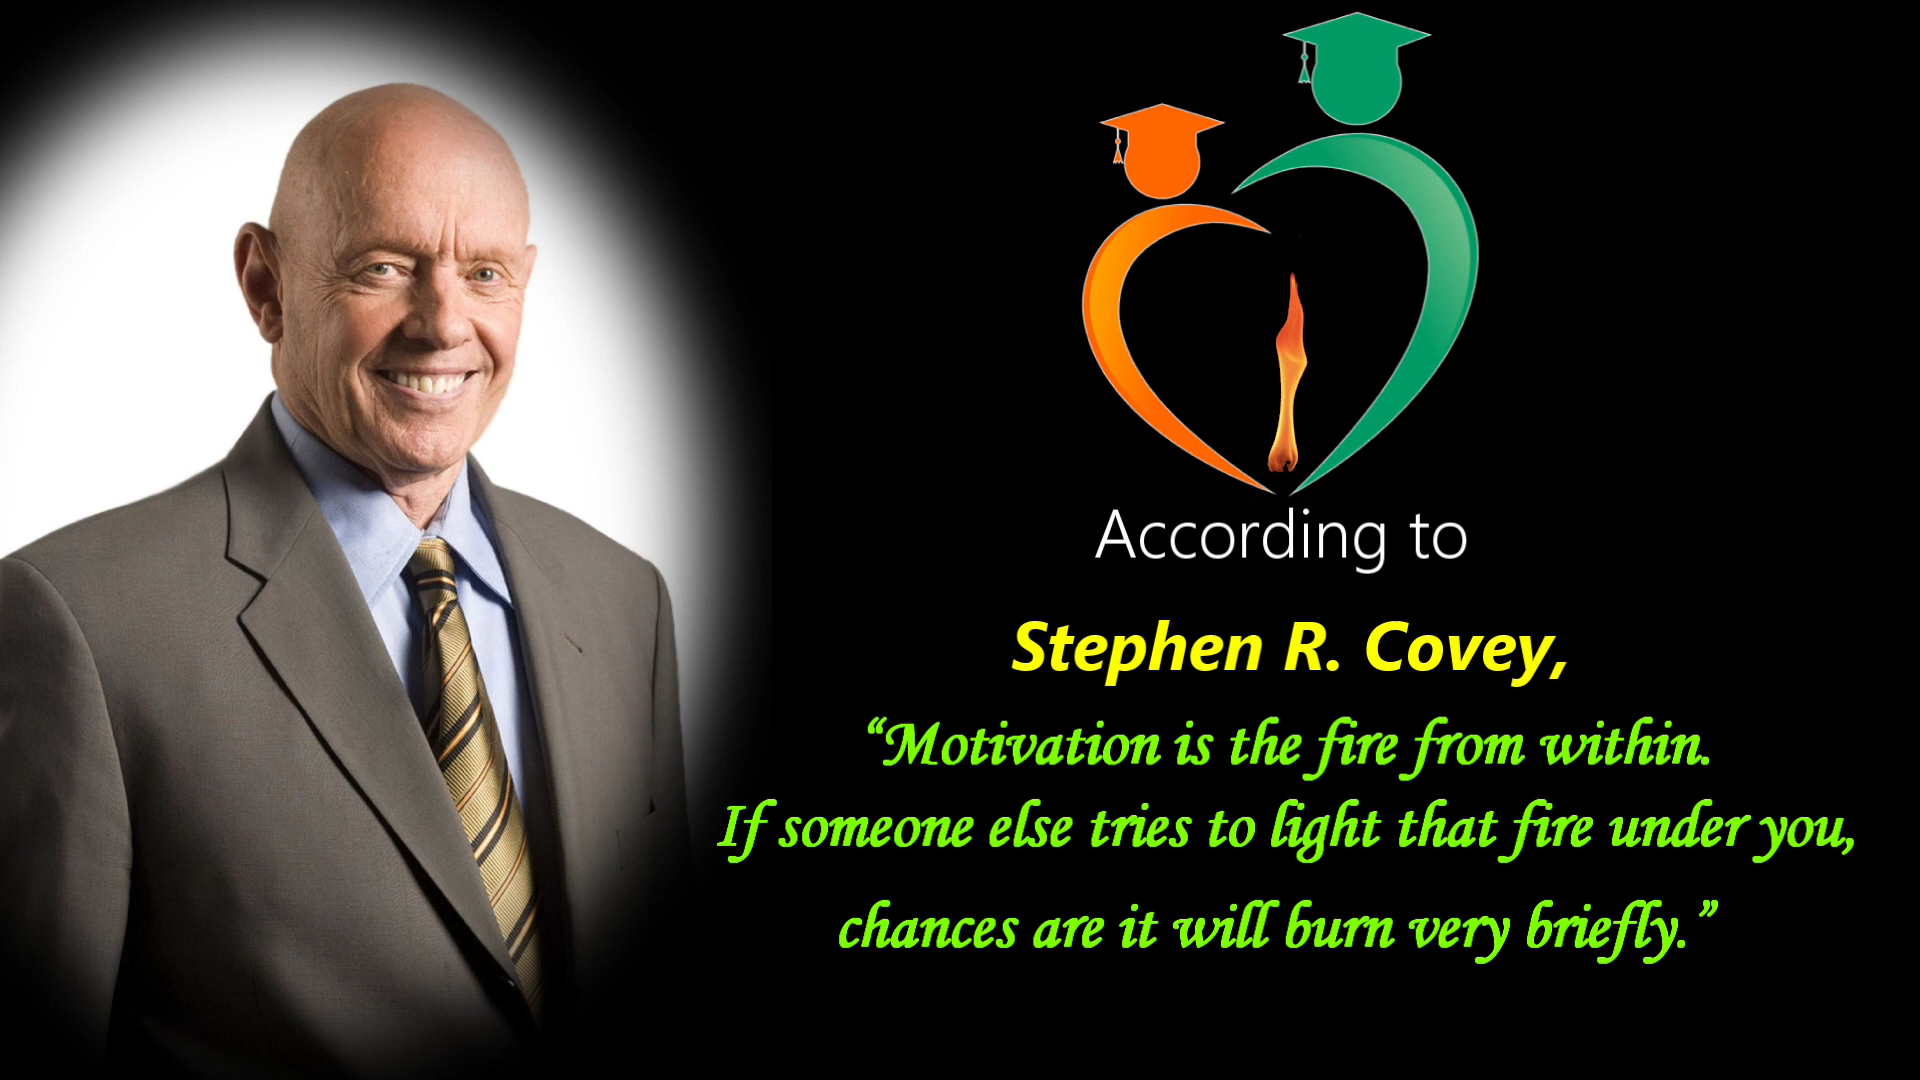 According to
Stephen R. Covey,
“Motivation is the fire from within.
If someone else tries to light that fire under you,
chances are it will burn very briefly.”